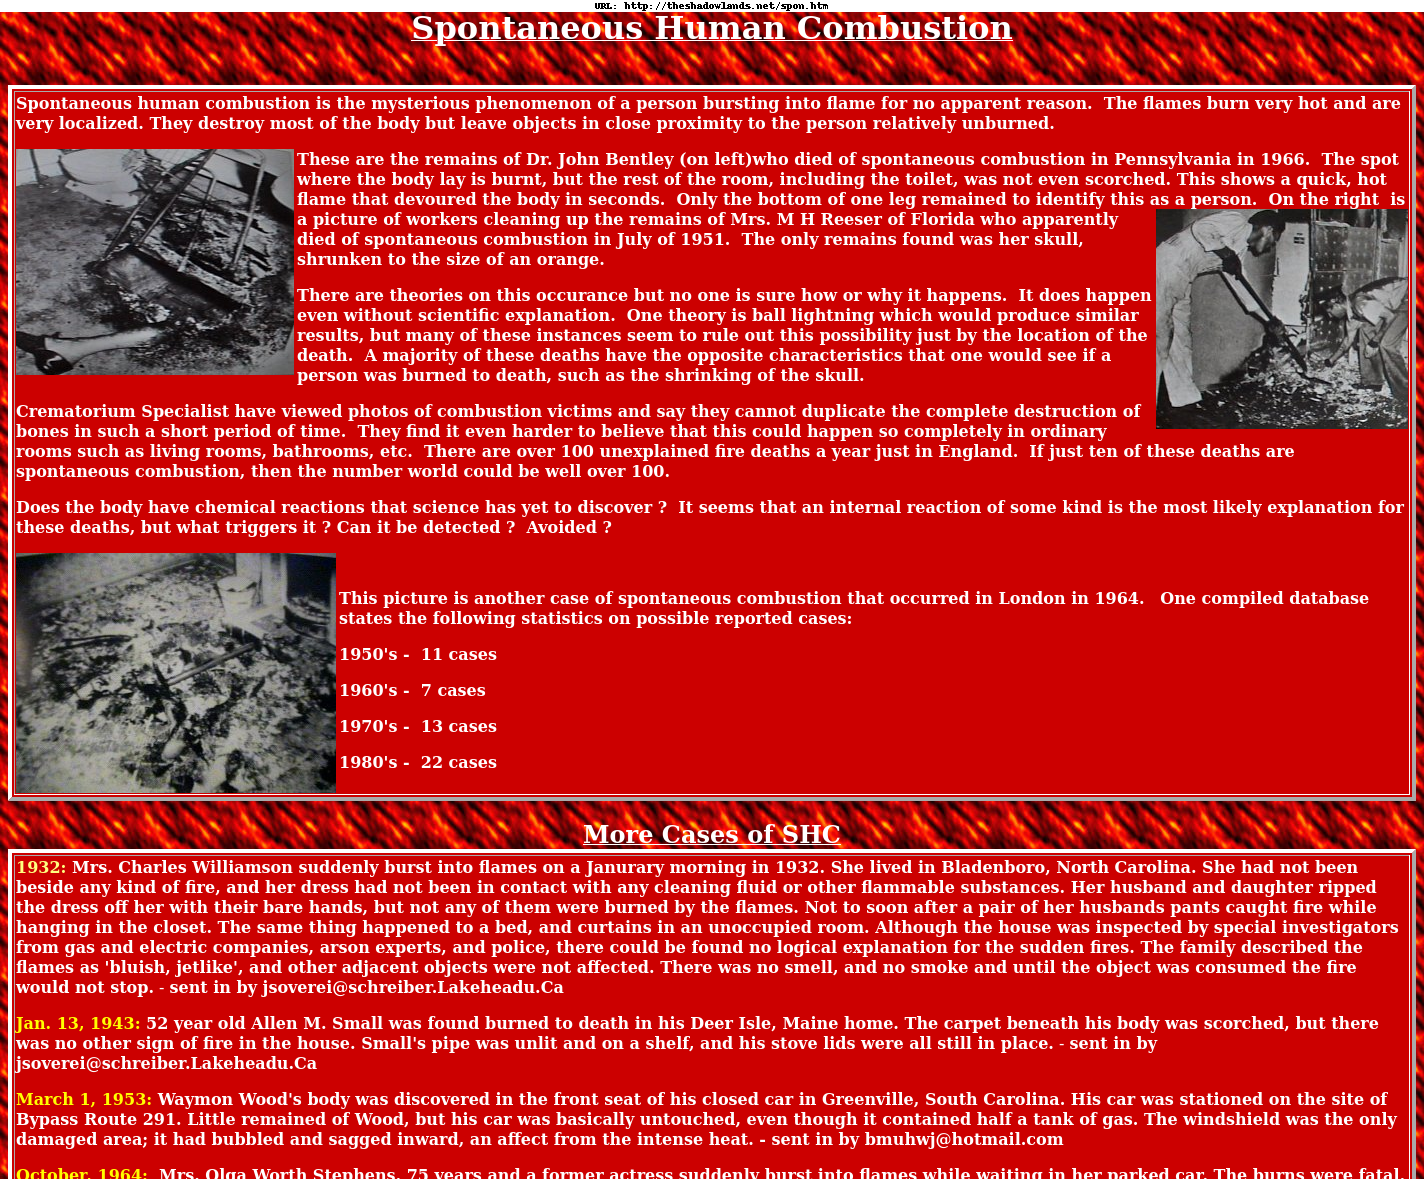 URL: http://theshadowlands.net/spon.htm
Spontaneous Human Combustion
Spontaneous human combustion is the mysterious phenomenon of a person bursting into flame for no apparent reason.  The flames burn very hot and are
very localized. They destroy most of the body but leave objects in close proximity to the person relatively unburned.
These are the remains of Dr. John Bentley (on left)who died of spontaneous combustion in Pennsylvania in 1966.  The spot
where the body lay is burnt, but the rest of the room, including the toilet, was not even scorched. This shows a quick, hot
flame that devoured the body in seconds.  Only the bottom of one leg remained to identify this as a person.  On the right  is
a picture of workers cleaning up the remains of Mrs. M H Reeser of Florida who apparently
died of spontaneous combustion in July of 1951.  The only remains found was her skull,
shrunken to the size of an orange.
There are theories on this occurance but no one is sure how or why it happens.  It does happen
even without scientific explanation.  One theory is ball lightning which would produce similar
results, but many of these instances seem to rule out this possibility just by the location of the
death.  A majority of these deaths have the opposite characteristics that one would see if a
person was burned to death, such as the shrinking of the skull.
Crematorium Specialist have viewed photos of combustion victims and say they cannot duplicate the complete destruction of
bones in such a short period of time.  They find it even harder to believe that this could happen so completely in ordinary
rooms such as living rooms, bathrooms, etc.  There are over 100 unexplained fire deaths a year just in England.  If just ten of these deaths are
spontaneous combustion, then the number world could be well over 100.
Does the body have chemical reactions that science has yet to discover ?  It seems that an internal reaction of some kind is the most likely explanation for
these deaths, but what triggers it ? Can it be detected ?  Avoided ?
This picture is another case of spontaneous combustion that occurred in London in 1964.   One compiled database
states the following statistics on possible reported cases:
1950's -  11 cases
1960's -  7 cases
1970's -  13 cases
1980's -  22 cases
More Cases of SHC
1932: Mrs. Charles Williamson suddenly burst into flames on a Janurary morning in 1932. She lived in Bladenboro, North Carolina. She had not been
beside any kind of fire, and her dress had not been in contact with any cleaning fluid or other flammable substances. Her husband and daughter ripped
the dress off her with their bare hands, but not any of them were burned by the flames. Not to soon after a pair of her husbands pants caught fire while
hanging in the closet. The same thing happened to a bed, and curtains in an unoccupied room. Although the house was inspected by special investigators
from gas and electric companies, arson experts, and police, there could be found no logical explanation for the sudden fires. The family described the
flames as 'bluish, jetlike', and other adjacent objects were not affected. There was no smell, and no smoke and until the object was consumed the fire
would not stop. - sent in by jsoverei@schreiber.Lakeheadu.Ca
Jan. 13, 1943: 52 year old Allen M. Small was found burned to death in his Deer Isle, Maine home. The carpet beneath his body was scorched, but there
was no other sign of fire in the house. Small's pipe was unlit and on a shelf, and his stove lids were all still in place. - sent in by
jsoverei@schreiber.Lakeheadu.Ca
March 1, 1953: Waymon Wood's body was discovered in the front seat of his closed car in Greenville, South Carolina. His car was stationed on the site of
Bypass Route 291. Little remained of Wood, but his car was basically untouched, even though it contained half a tank of gas. The windshield was the only
damaged area; it had bubbled and sagged inward, an affect from the intense heat. - sent in by bmuhwj@hotmail.com
October, 1964:  Mrs. Olga Worth Stephens, 75 years and a former actress suddenly burst into flames while waiting in her parked car. The burns were fatal.